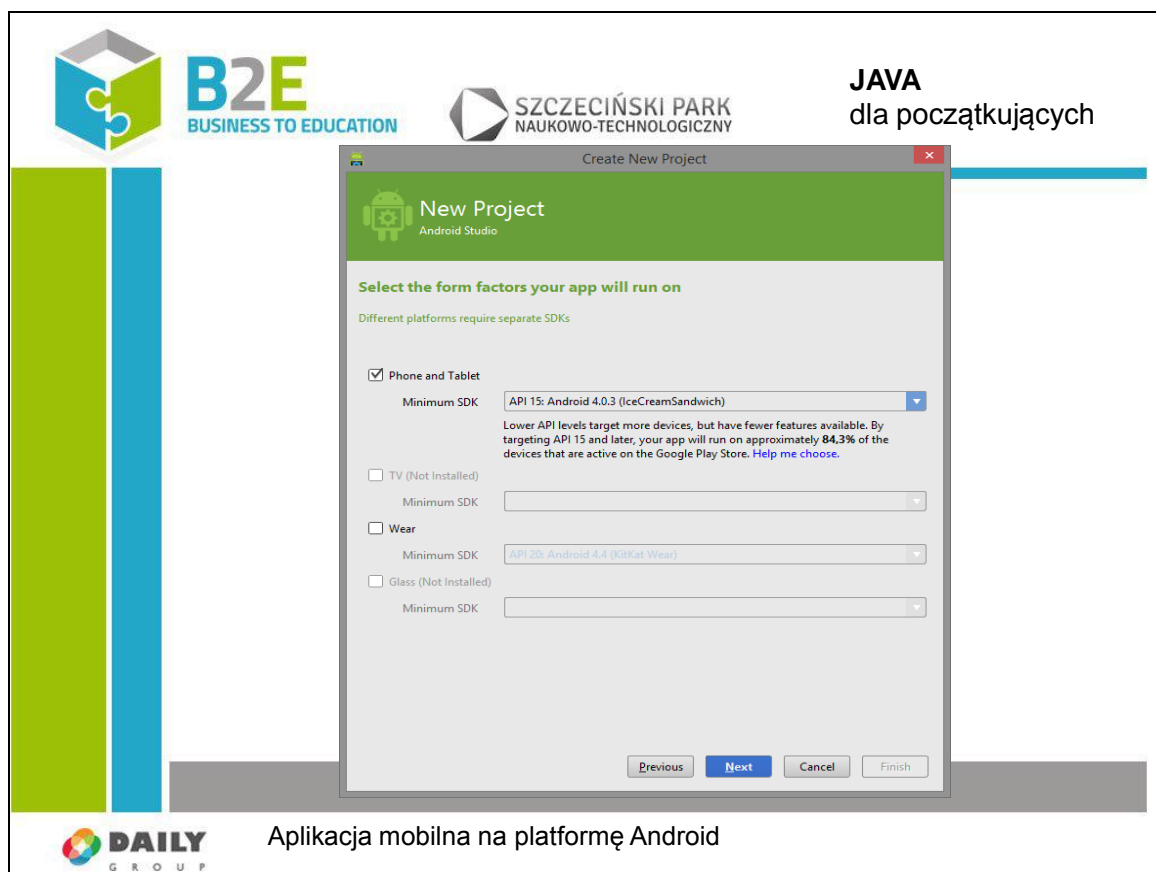 B2E
BUSINESS TO EDUCATION
SZCZECIŃSKI PARK
NAUKOWO-TECHNOLOGICZNY
JAVA
dla początkujących
Create New Project
New Project
Android Studio
Select the form factors your app will run on
Different platforms require separate SDKs
Phone and Tablet
Minimum SDK API 15: Android 4.0.3 (IceCreamSandwich)
Lower API levels target more devices, but have fewer features available. By
targeting API 15 and later, your app will run on approximately 84,3% of the
devices that are active on the Google Play Store. Help me choose.
TV (Not Installed)
Minimum SDK
Wear
Minimum SDK API 20: Android 4.4 (KitKat Wear)
Glass (Not Installed)
Minimum SDK
Previous Next Cancel Finish
DAILY
GROUP
Aplikacja mobilna na platformę Android